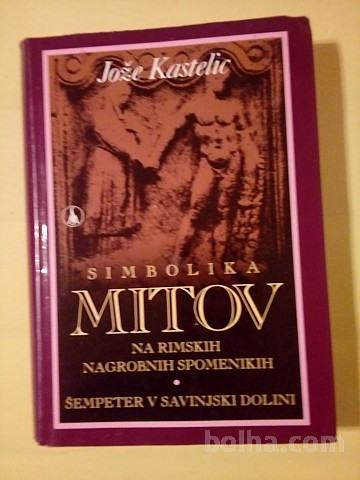 Jože Kastelic
SIMBOLIKA
MITOV
NA RIMSKIH
NAGROBNIH SPOMENIKIH
•
ŠEMPETER V SAVINJSKI DOLINI
bolha.com